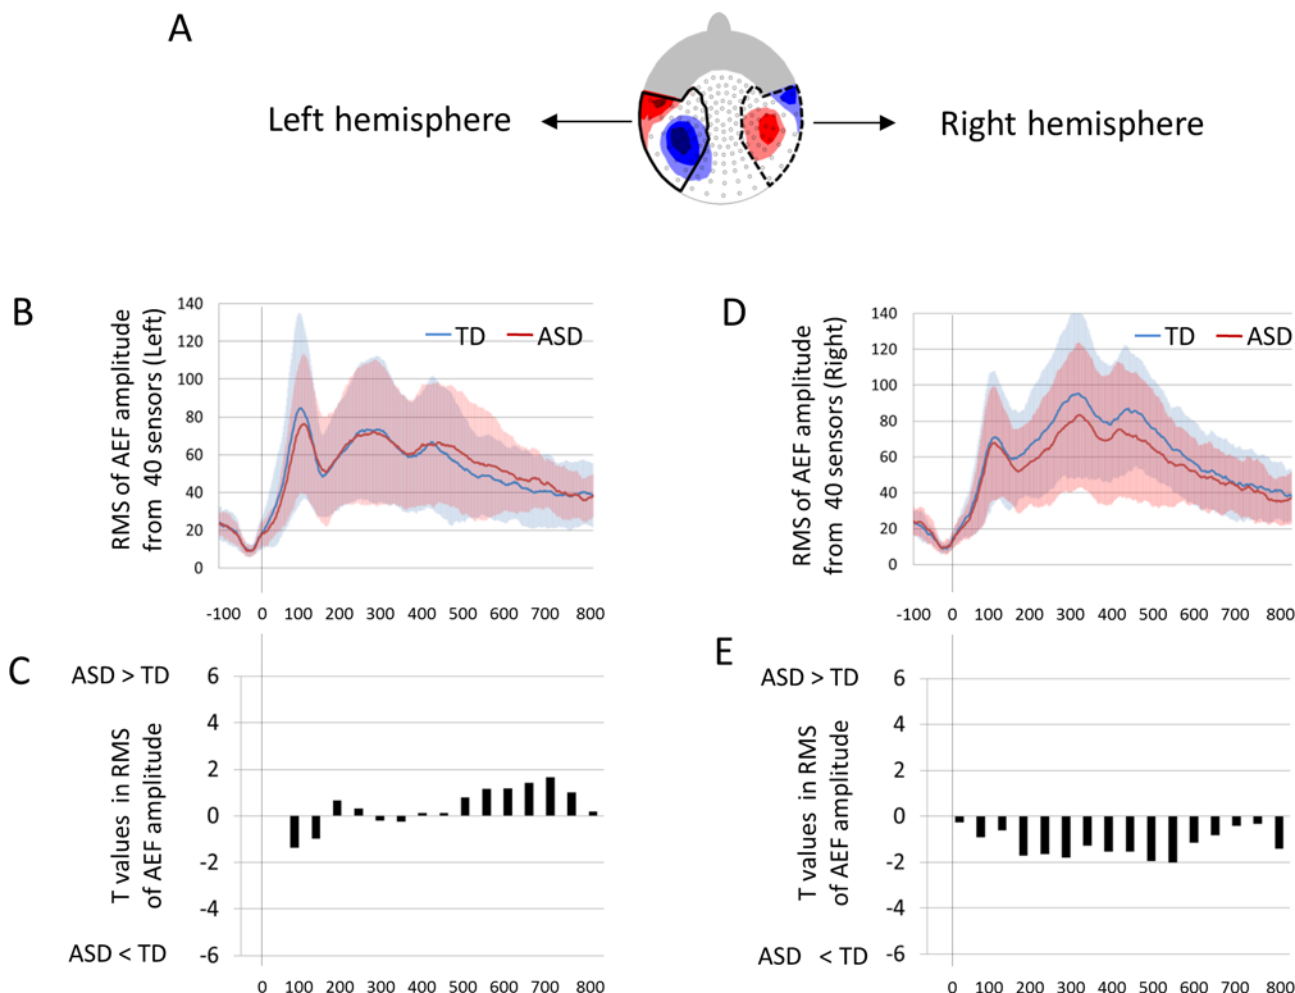 A
Left hemisphere
Right hemisphere
B
RMS of AEF amplitude
from 40 sensors (Left)
140
120
100
80
60
40
20
0
TD
ASD
-100 0 100 200 300 400 500 600 700 800
D
RMS of AEF amplitude
from 40 sensors (Right)
140
120
100
80
60
40
20
0
TD
ASD
-100 0 100 200 300 400 500 600 700 800
C
ASD > TD
T values in RMS
of AEF amplitude
ASD < TD
6
4
2
0
-2
-4
-6
0 100 200 300 400 500 600 700 800
E
ASD > TD
T values in RMS
of AEF amplitude
ASD < TD
6
4
2
0
-2
-4
-6
0 100 200 300 400 500 600 700 800